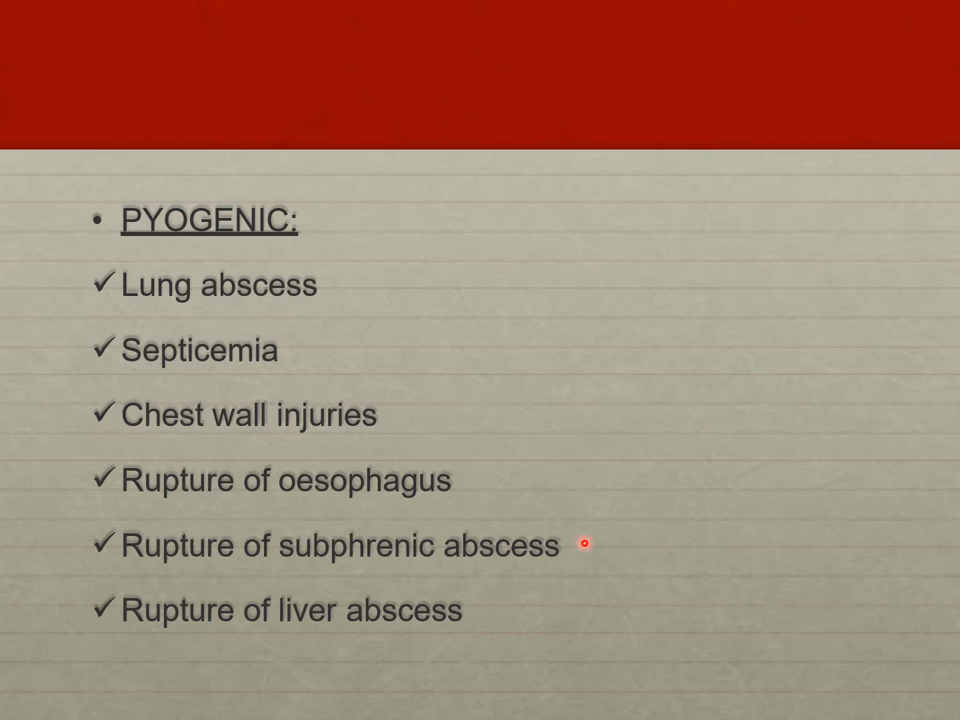 • PYOGENIC:
✓ Lung abscess
✓ Septicemia
✓ Chest wall injuries
✓ Rupture of oesophagus
✓ Rupture of subphrenic abscess
✓ Rupture of liver abscess